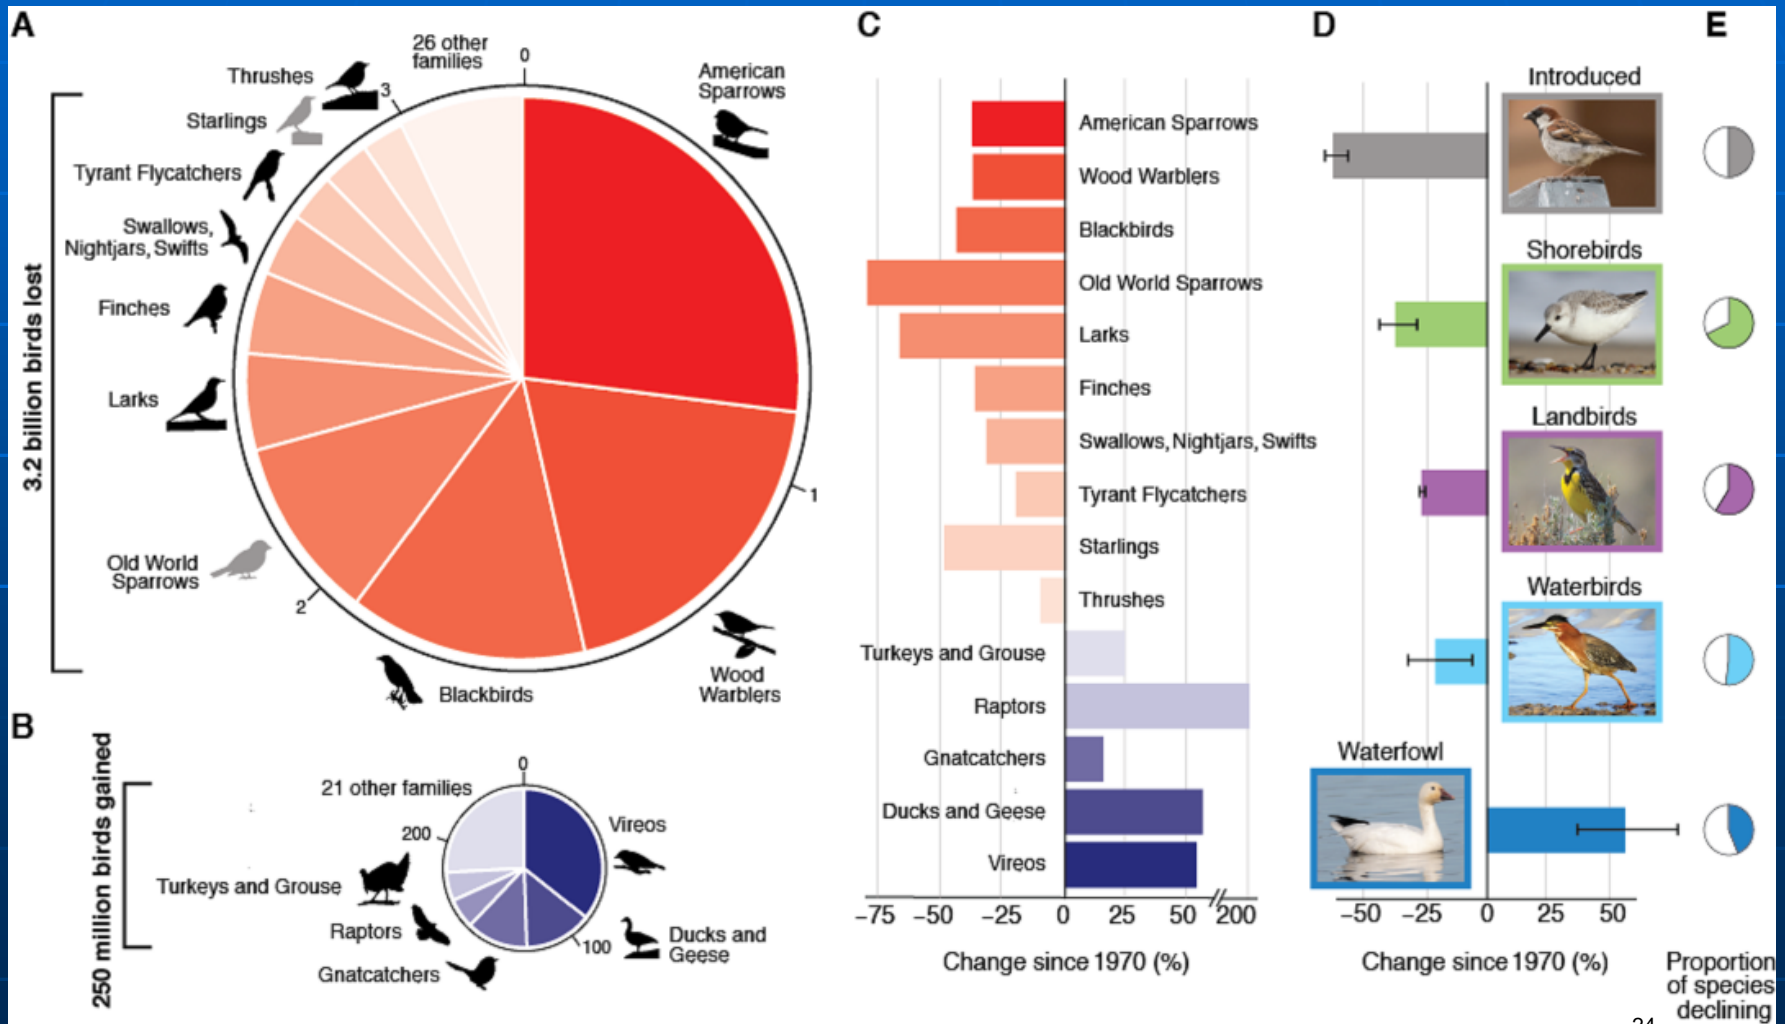 A
26 other
families
0
Thrushes
3
American
Sparrows
Starlings
Tyrant Flycatchers
Swallows,
Nightjars, Swifts
Finches
Larks
3.2 billion birds lost
1
Old World
Sparrows
2
Wood
Warblers
Blackbirds
B
0
21 other families
Vireos
200
Turkeys and Grouse
Raptors
100
Ducks and
Geese
Gnatcatchers
250 million birds gained
C
American Sparrows
Wood Warblers
Blackbirds
Old World Sparrows
Larks
Finches
Swallows, Nightjars, Swifts
Tyrant Flycatchers
Starlings
Thrushes
Turkeys and Grouse
Raptors
Gnatcatchers
Ducks and Geese
Vireos
−75 −50 −25 0 25 50 200
Change since 1970 (%)
D
Introduced
Shorebirds
Landbirds
Waterbirds
Waterfowl
−50 −25 0 25 50
Change since 1970 (%)
E
Proportion
of species
declining